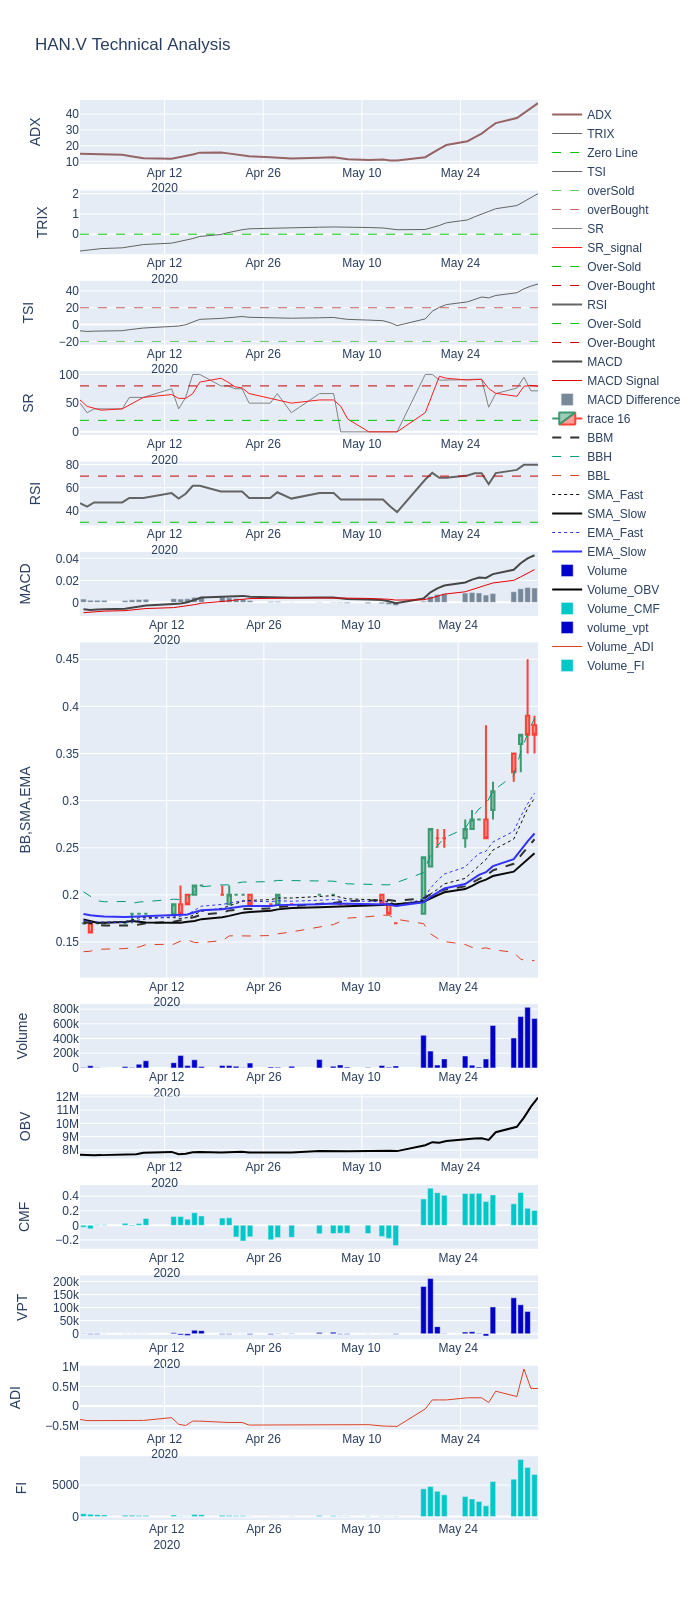 HAN.V Technical Analysis
ADX
40
30
20
10
Apr 12
2020
Apr 26
May 10
May 24
TRIX
2
1
0
Apr 12
2020
Apr 26
May 10
May 24
TSI
40
20
0
−20
Apr 12
2020
Apr 26
May 10
May 24
SR
100
50
0
Apr 12
2020
Apr 26
May 10
May 24
RSI
80
60
40
Apr 12
2020
Apr 26
May 10
May 24
MACD
0.04
0.02
0
Apr 12
2020
Apr 26
May 10
May 24
BB,SMA,EMA
0.45
0.4
0.35
0.3
0.25
0.2
0.15
Apr 12
2020
Apr 26
May 10
May 24
Volume
800k
600k
400k
200k
0
Apr 12
2020
Apr 26
May 10
May 24
OBV
12M
11M
10M
9M
8M
Apr 12
2020
Apr 26
May 10
May 24
CMF
0.4
0.2
0
−0.2
Apr 12
2020
Apr 26
May 10
May 24
VPT
200k
150k
100k
50k
0
Apr 12
2020
Apr 26
May 10
May 24
ADI
1M
0.5M
0
−0.5M
Apr 12
2020
Apr 26
May 10
May 24
FI
5000
0
Apr 12
2020
Apr 26
May 10
May 24
ADX
TRIX
Zero Line
TSI
overSold
overBought
SR
SR_signal
Over-Sold
Over-Bought
RSI
Over-Sold
Over-Bought
MACD
MACD Signal
MACD Difference
trace 16
BBM
BBH
BBL
SMA_Fast
SMA_Slow
EMA_Fast
EMA_Slow
Volume
Volume_OBV
Volume_CMF
volume_vpt
Volume_ADI
Volume_FI